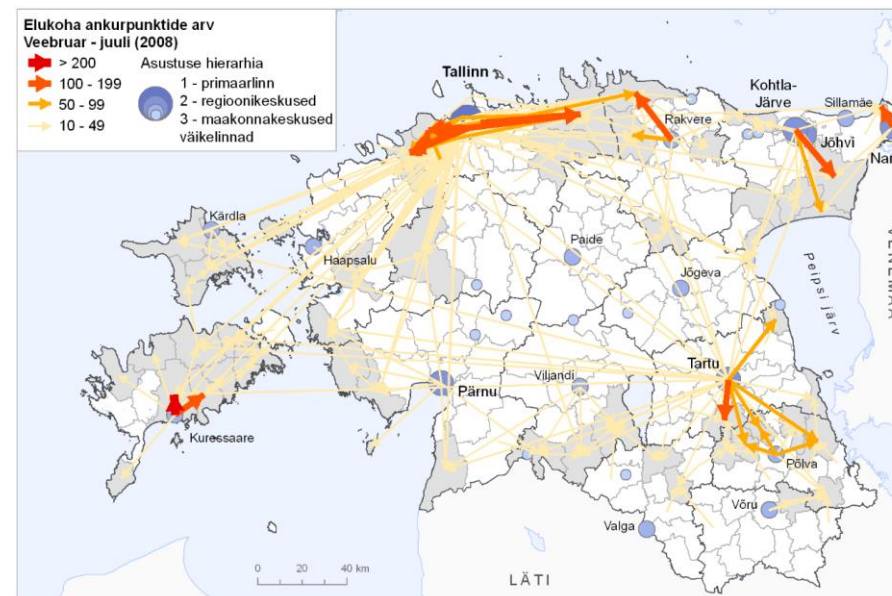 Elukoha ankurpunktide arv
Veebruar - juuli (2008)
> 200
100 - 199
50 - 99
10 - 49
Asustuse hierarhia
1 - primaarlinn
2 - regioonikeskused
3 - maakonnakeskused
väikelinnad
Tallinn
Kohtla-
Järve
Sillamäe
Rakvere
Jõhvi
Nar
Kärdla
Haapsalu
Paide
Jõgeva
Peipsi järv
Tartu
Viljandi
Pärnu
Kuressaare
Põlva
Võru
Valga
0 20 40 km
LÄTI